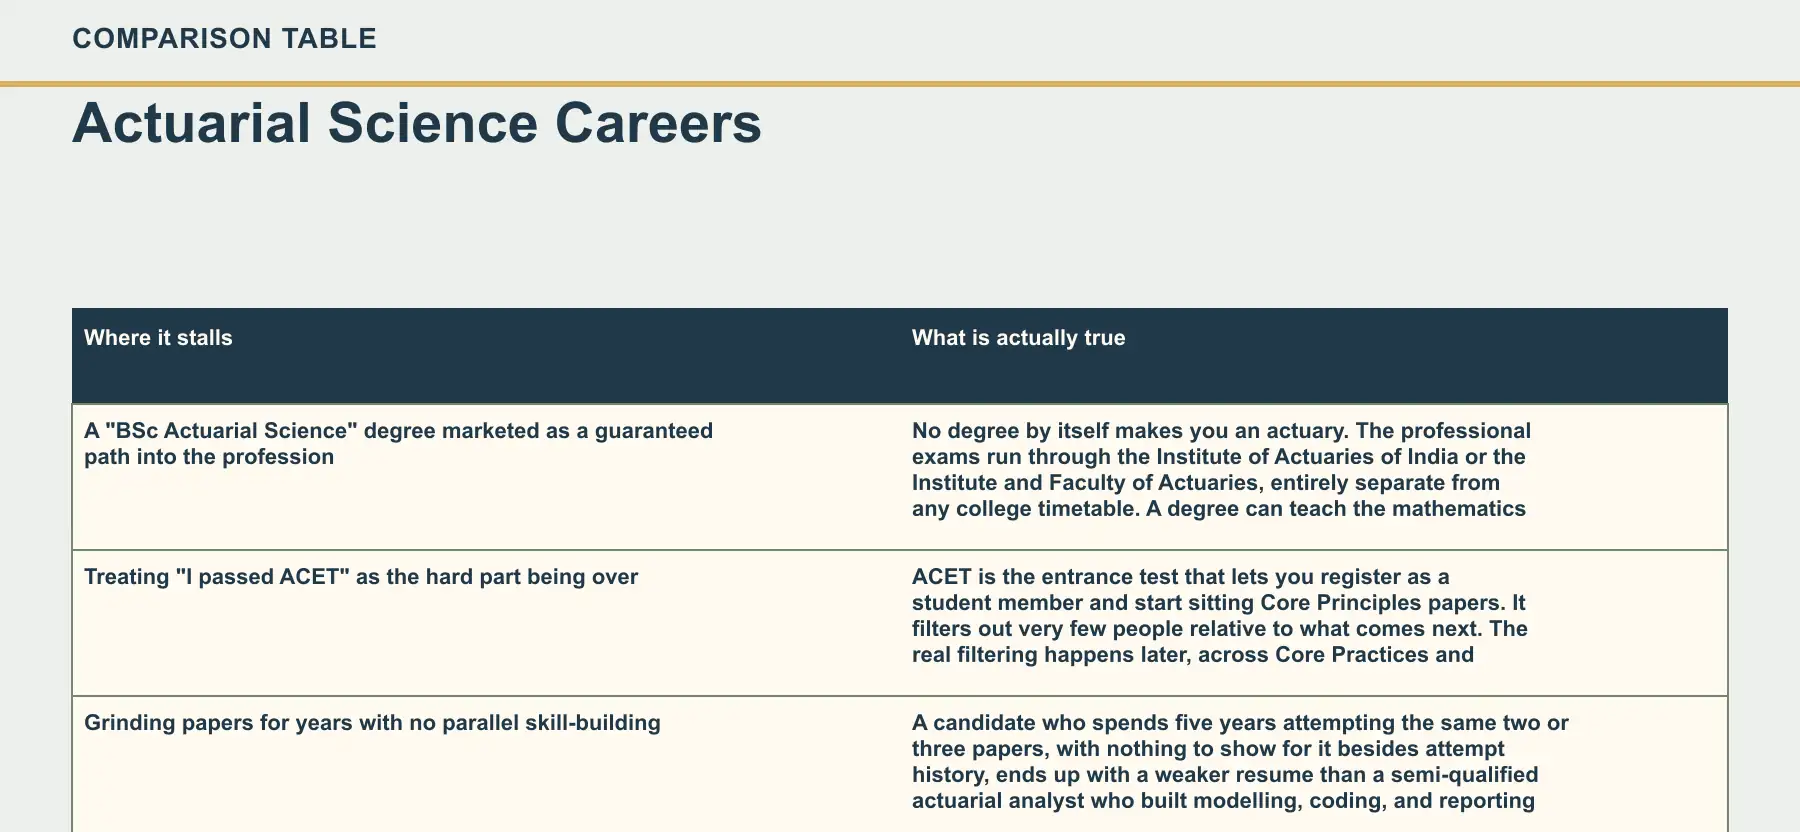 COMPARISON TABLE
Actuarial Science Careers
Where it stalls
What is actually true
A "BSc Actuarial Science" degree marketed as a guaranteed
path into the profession
No degree by itself makes you an actuary. The professional
exams run through the Institute of Actuaries of India or the
Institute and Faculty of Actuaries, entirely separate from
any college timetable. A degree can teach the mathematics
Treating "I passed ACET" as the hard part being over
ACET is the entrance test that lets you register as a
student member and start sitting Core Principles papers. It
filters out very few people relative to what comes next. The
real filtering happens later, across Core Practices and
Grinding papers for years with no parallel skill-building
A candidate who spends five years attempting the same two or
three papers, with nothing to show for it besides attempt
history, ends up with a weaker resume than a semi-qualified
actuarial analyst who built modelling, coding, and reporting